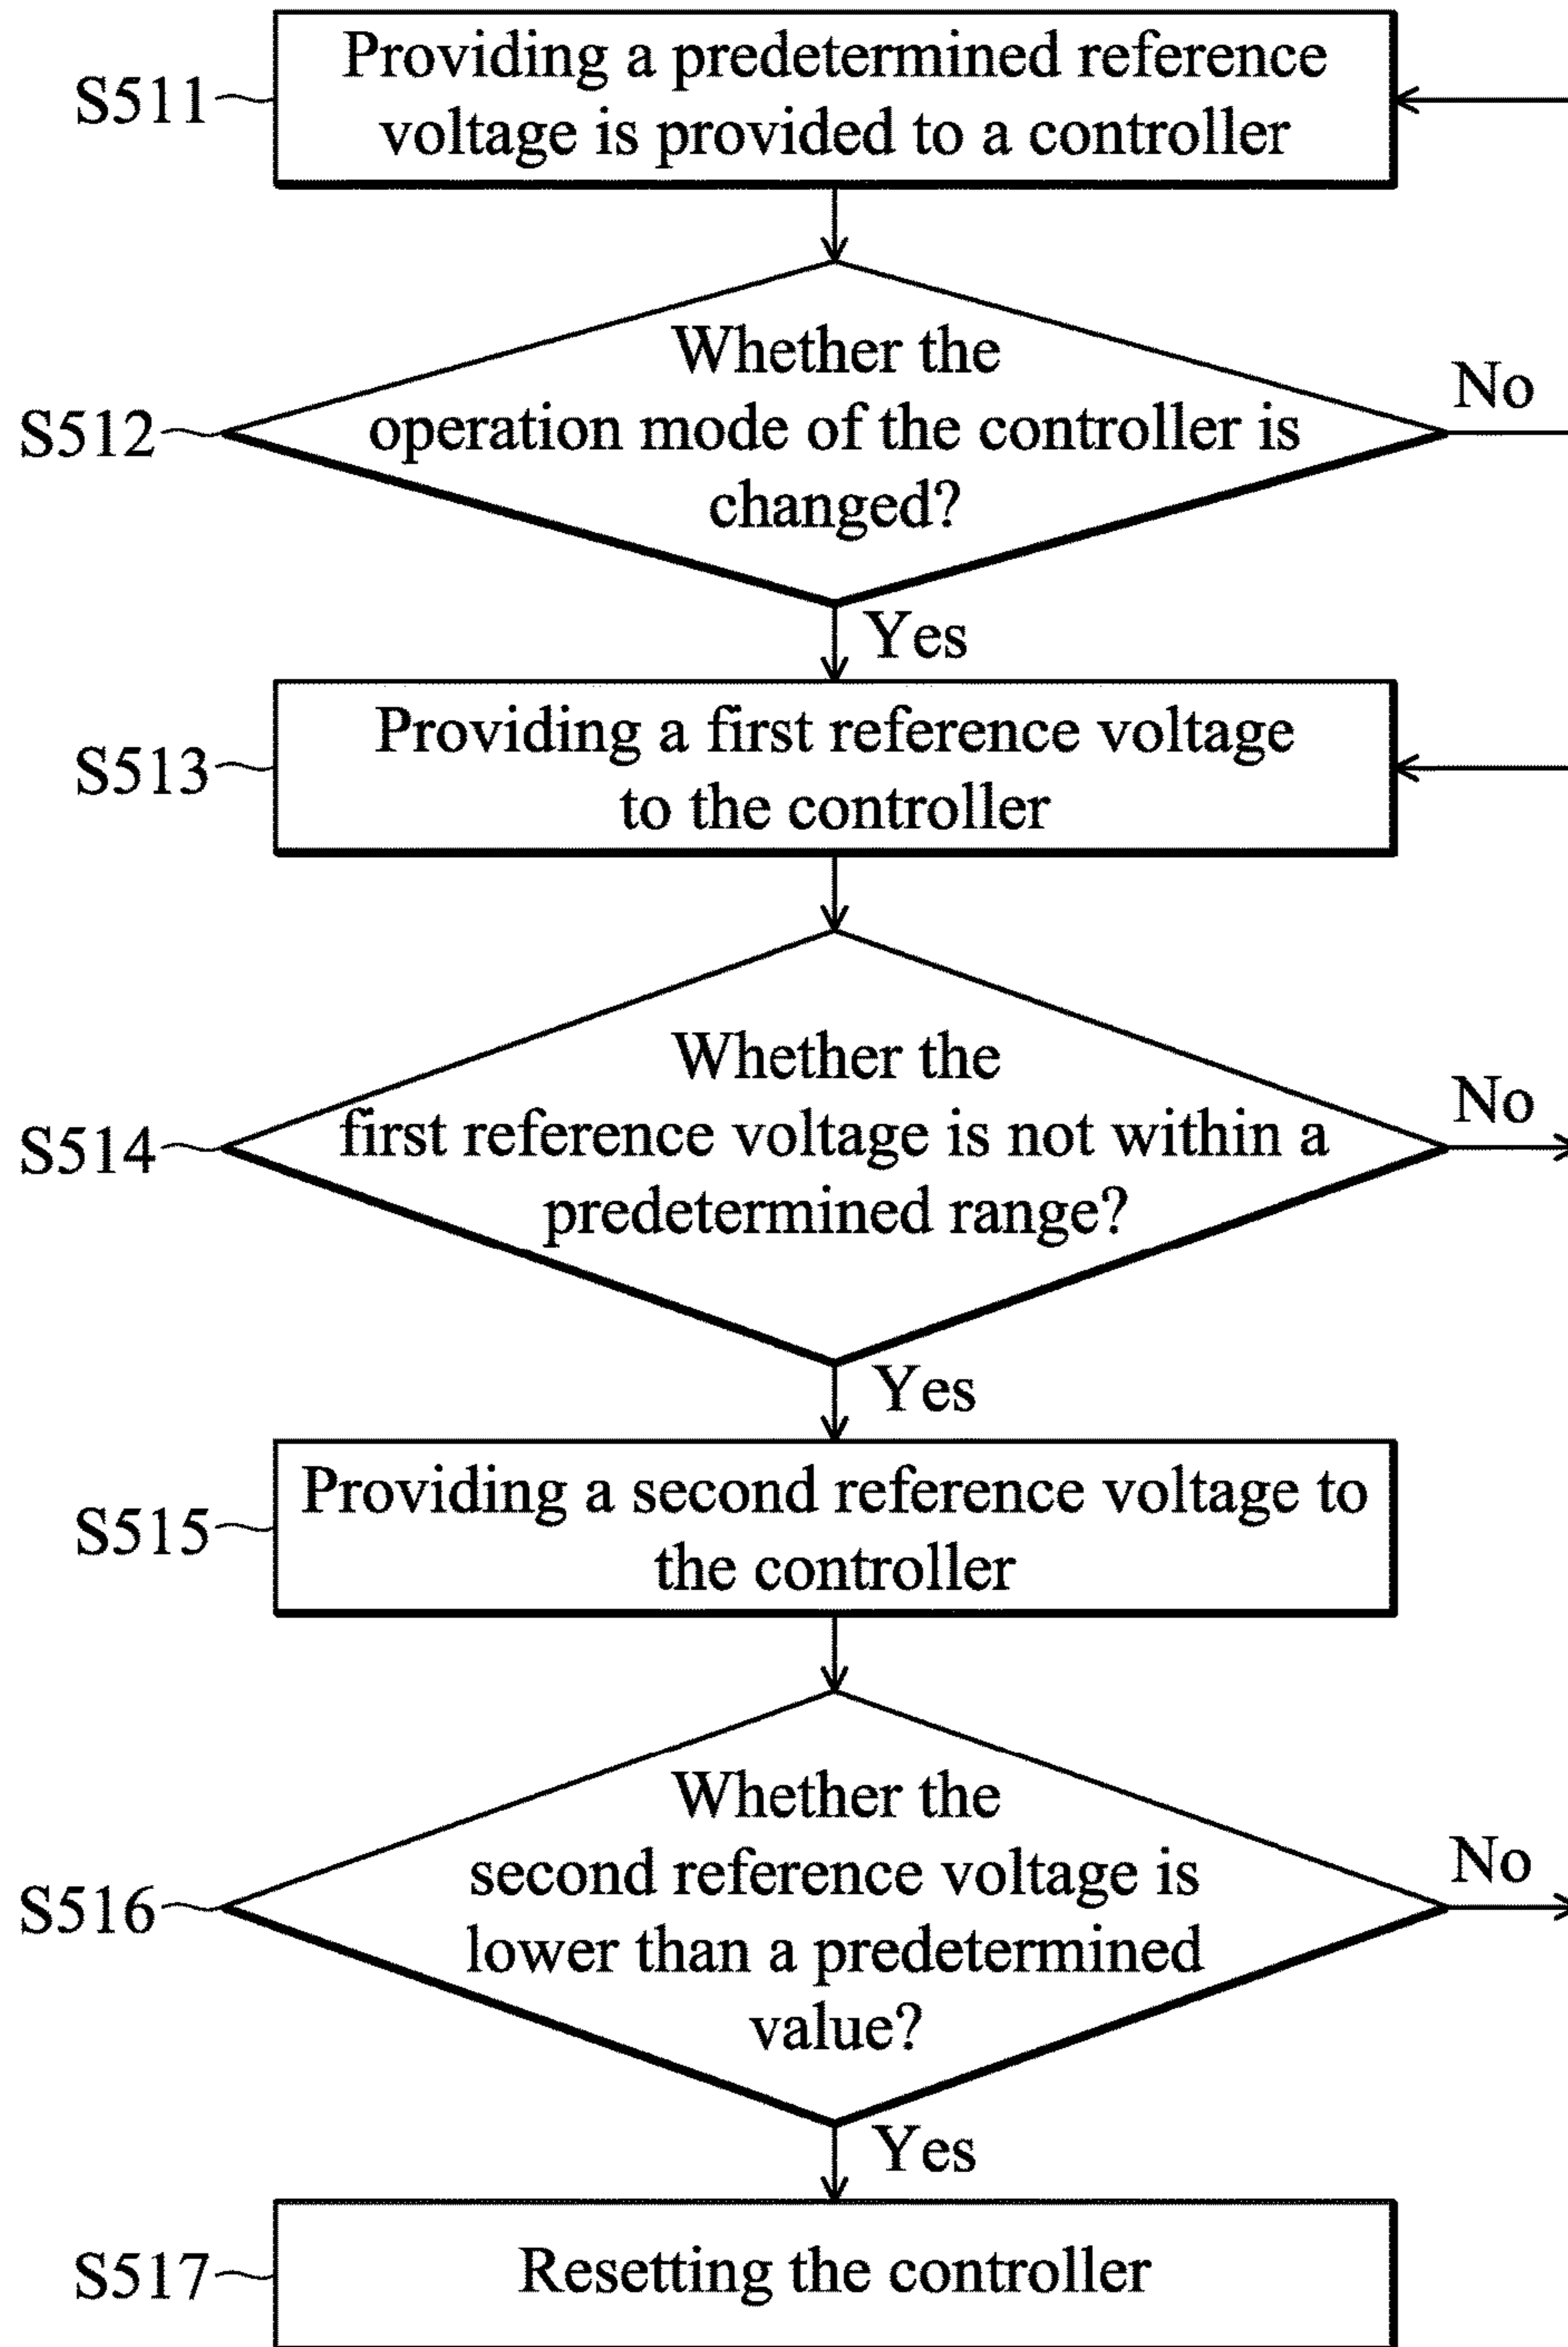 Providing a predetermined reference
S511
voltage is provided to a controller
Whether the
No
S512
operation mode of the controller is
changed?
Yes
Providing a first reference voltage
S513
to the controller
Whether the
No
S514
first reference voltage is not within a
predetermined range?
Yes
Providing a second reference voltage to
S515
the controller
Whether the
No
second reference voltage is
S516
lower than a predetermined
value?
Yes
S517
Resetting the controller